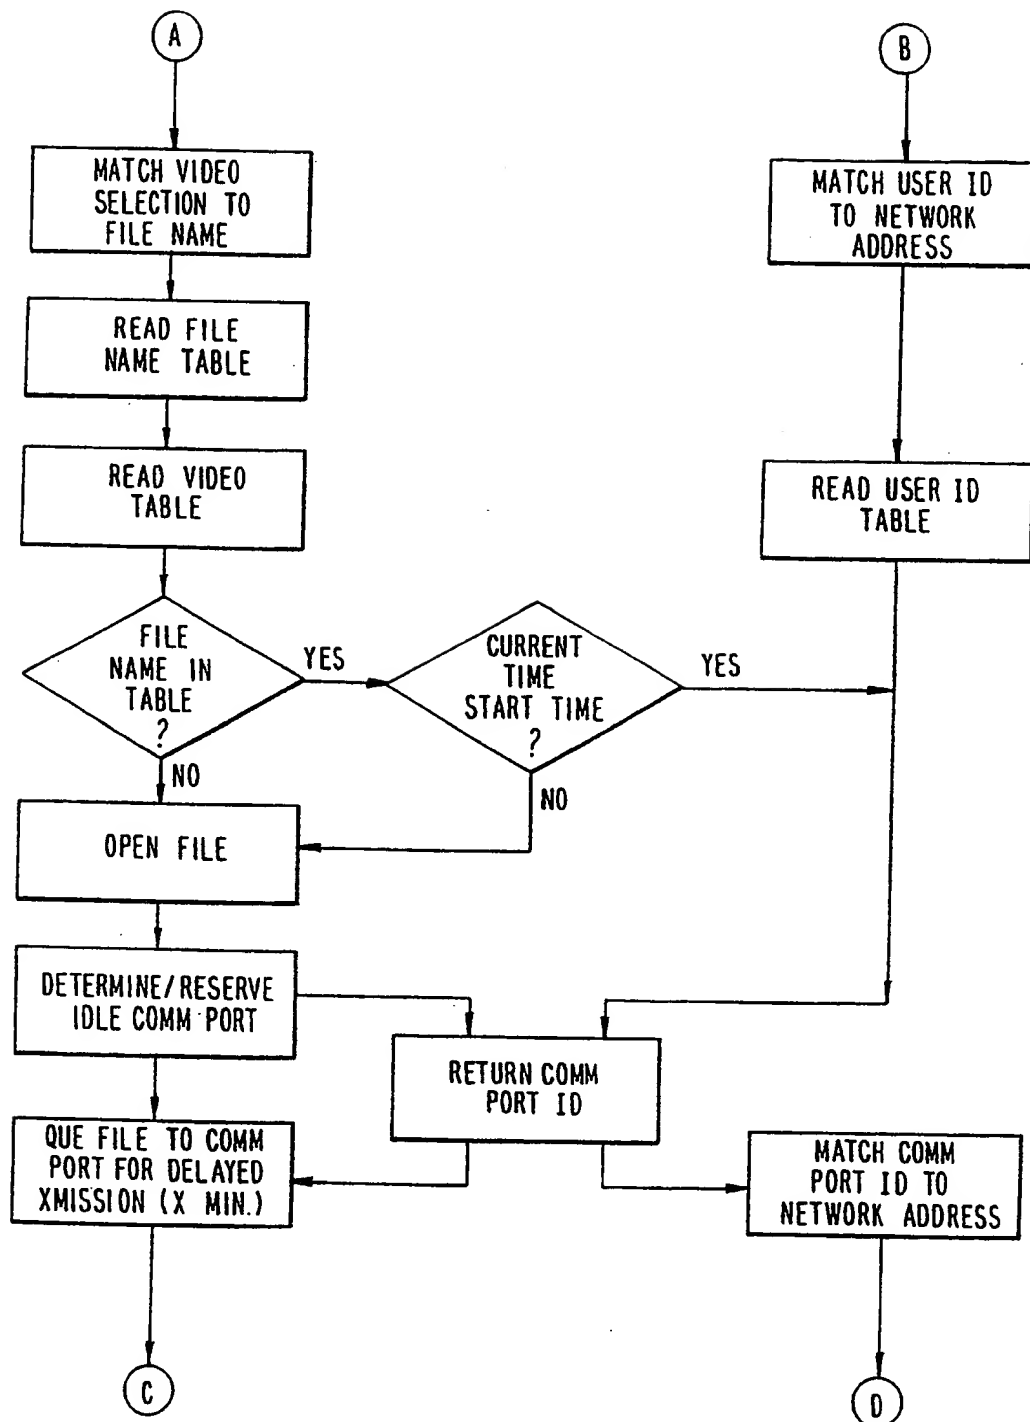 A
B
MATCH VIDEO
SELECTION TO
FILE NAME
MATCH USER ID
TO NETWORK
ADDRESS
READ FILE
NAME TABLE
READ VIDEO
TABLE
READ USER ID
TABLE
FILE
NAME IN
TABLE
?
YES
CURRENT
TIME
START TIME
?
YES
NO
NO
OPEN FILE
DETERMINE/RESERVE
IDLE COMM PORT
RETURN COMM
PORT ID
QUE FILE TO COMM
PORT FOR DELAYED
XMISSION (X MIN.)
MATCH COMM
PORT ID TO
NETWORK ADDRESS
C
D